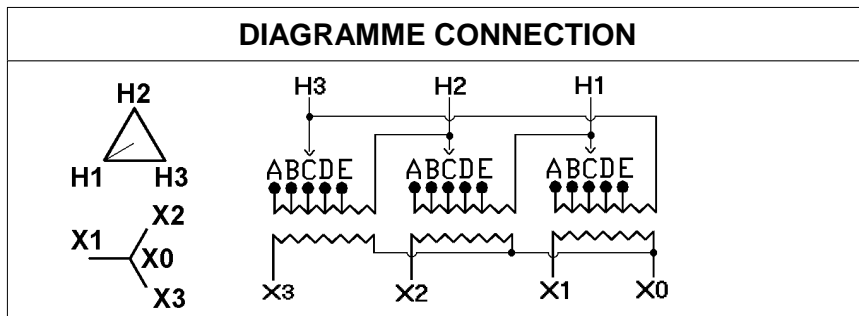 DIAGRAMME CONNECTION
H3 H2 H1
H2
H1 H3
ABCDE ABCDE ABCDE
X2
X1 X0
X3
X3 X2 X1 X0